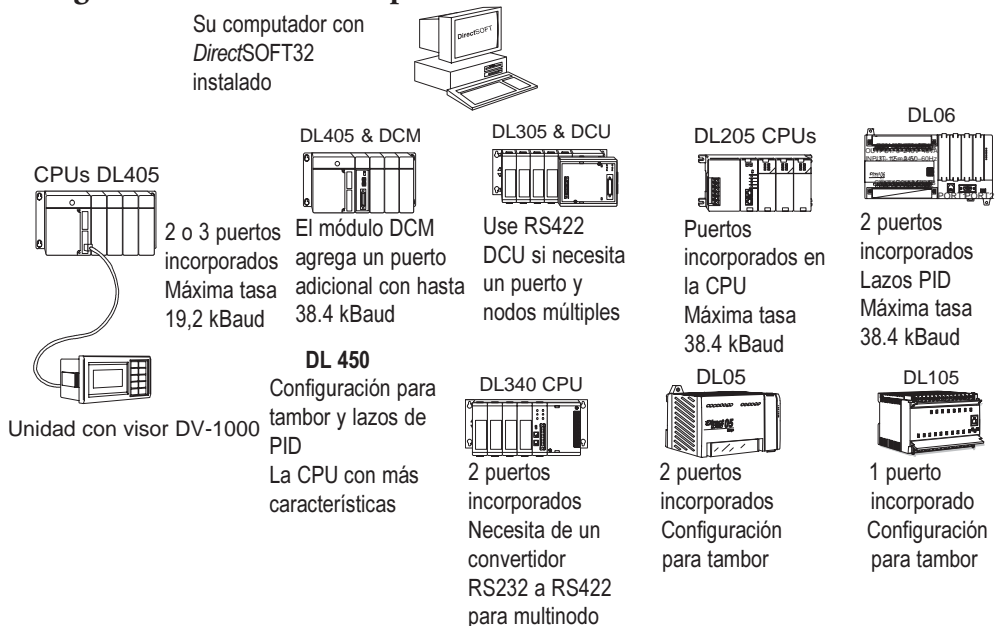 Su computador con
DirectSOFT32
instalado
DirectSOFT
CPUs DL405
2 o 3 puertos
incorporados
Máxima tasa
19,2 kBaud
Unidad con visor DV-1000
DL405 & DCM
El módulo DCM
agrega un puerto
adicional con hasta
38.4 kBaud
DL305 & DCU
Use RS422
DCU si necesita
un puerto y
nodos múltiples
DL205 CPUs
Puertos
incorporados en
la CPU
Máxima tasa
38.4 kBaud
DL06
2 puertos
incorporados
Lazos PID
Máxima tasa
38.4 kBaud
DL 450
Configuración para
tambor y lazos de
PID
La CPU con más
características
DL340 CPU
2 puertos
incorporados
Necesita de un
convertidor
RS232 a RS422
para multinodo
DL05
2 puertos
incorporados
Configuración
para tambor
DL105
1 puerto
incorporado
Configuración
para tambor